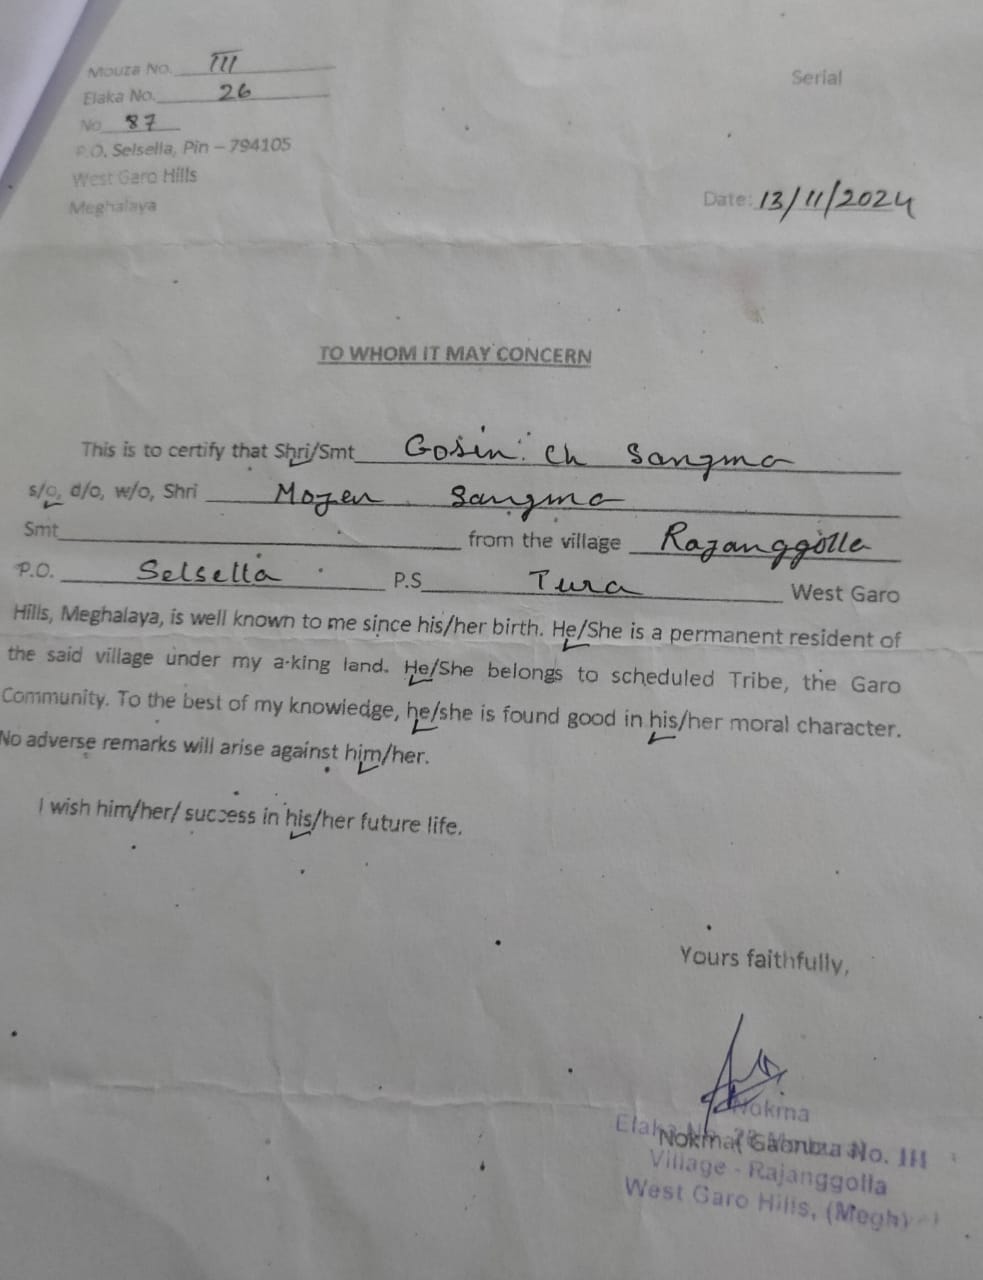 Mouza No. III
Elaka No. 26
No 87
P.O. Selsella, Pin – 794105
West Garo Hills
Meghalaya
Serial
Date: 13/11/2024
TO WHOM IT MAY CONCERN
This is to certify that Shri/Smt Gosin Ch Sangma
s/o, d/o, w/o, Shri Mozen Sangma
Smt from the village Rajanggolla
P.O. Selsella P.S Tura West Garo
Hills, Meghalaya, is well known to me since his/her birth. He/She is a permanent resident of
the said village under my a·king land. He/She belongs to scheduled Tribe, the Garo
Community. To the best of my knowledge, he/she is found good in his/her moral character.
No adverse remarks will arise against him/her.
I wish him/her/ success in his/her future life.
Yours faithfully,
Nokma
Elaka No. III
Village - Rajanggolla
West Garo Hills, (Megh)